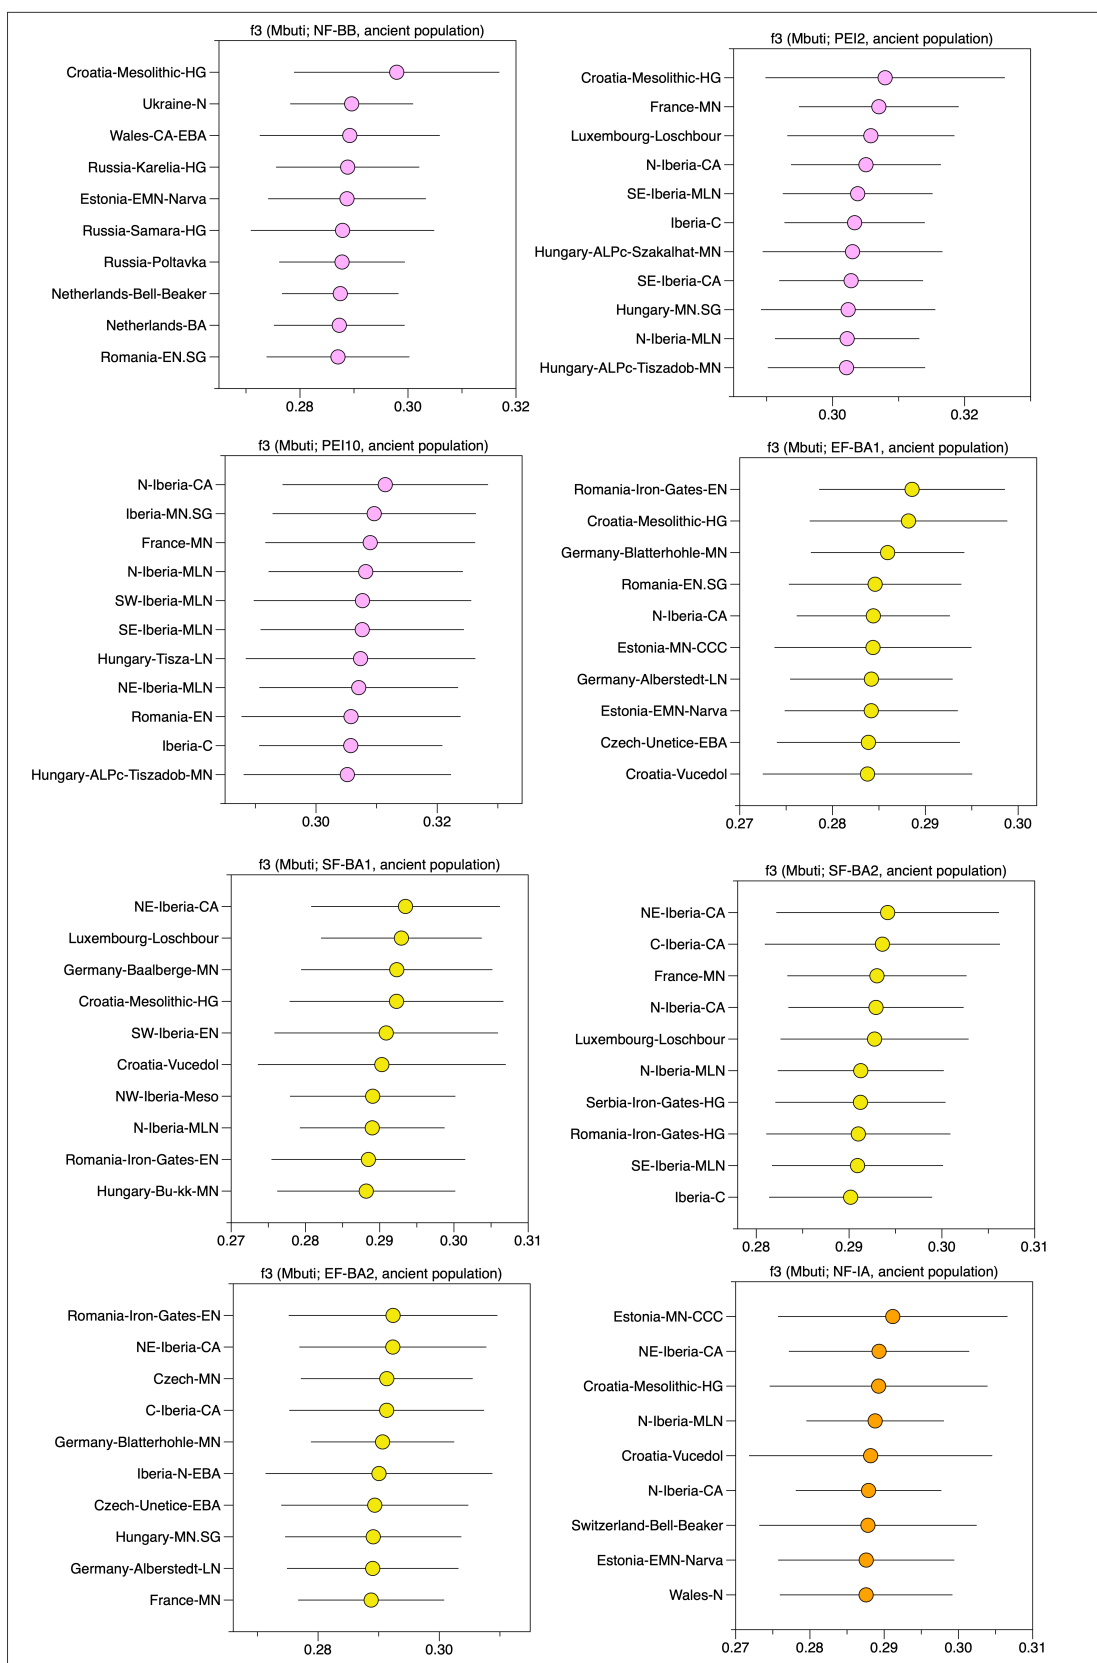 f3 (Mbuti; NF-BB, ancient population)
Croatia-Mesolithic-HG
Ukraine-N
Wales-CA-EBA
Russia-Karelia-HG
Estonia-EMN-Narva
Russia-Samara-HG
Russia-Poltavka
Netherlands-Bell-Beaker
Netherlands-BA
Romania-EN.SG
0.28 0.30 0.32
f3 (Mbuti; PEI2, ancient population)
Croatia-Mesolithic-HG
France-MN
Luxembourg-Loschbour
N-Iberia-CA
SE-Iberia-MLN
Iberia-C
Hungary-ALPc-Szakalhat-MN
SE-Iberia-CA
Hungary-MN.SG
N-Iberia-MLN
Hungary-ALPc-Tiszadob-MN
0.30 0.32
f3 (Mbuti; PEI10, ancient population)
N-Iberia-CA
Iberia-MN.SG
France-MN
N-Iberia-MLN
SW-Iberia-MLN
SE-Iberia-MLN
Hungary-Tisza-LN
NE-Iberia-MLN
Romania-EN
Iberia-C
Hungary-ALPc-Tiszadob-MN
0.30 0.32
f3 (Mbuti; EF-BA1, ancient population)
Romania-Iron-Gates-EN
Croatia-Mesolithic-HG
Germany-Blatterhohle-MN
Romania-EN.SG
N-Iberia-CA
Estonia-MN-CCC
Germany-Alberstedt-LN
Estonia-EMN-Narva
Czech-Unetice-EBA
Croatia-Vucedol
0.27 0.28 0.29 0.30
f3 (Mbuti; SF-BA1, ancient population)
NE-Iberia-CA
Luxembourg-Loschbour
Germany-Baalberge-MN
Croatia-Mesolithic-HG
SW-Iberia-EN
Croatia-Vucedol
NW-Iberia-Meso
N-Iberia-MLN
Romania-Iron-Gates-EN
Hungary-Bu-kk-MN
0.27 0.28 0.29 0.30 0.31
f3 (Mbuti; SF-BA2, ancient population)
NE-Iberia-CA
C-Iberia-CA
France-MN
N-Iberia-CA
Luxembourg-Loschbour
N-Iberia-MLN
Serbia-Iron-Gates-HG
Romania-Iron-Gates-HG
SE-Iberia-MLN
Iberia-C
0.28 0.29 0.30 0.31
f3 (Mbuti; EF-BA2, ancient population)
Romania-Iron-Gates-EN
NE-Iberia-CA
Czech-MN
C-Iberia-CA
Germany-Blatterhohle-MN
Iberia-N-EBA
Czech-Unetice-EBA
Hungary-MN.SG
Germany-Alberstedt-LN
France-MN
0.28 0.30
f3 (Mbuti; NF-IA, ancient population)
Estonia-MN-CCC
NE-Iberia-CA
Croatia-Mesolithic-HG
N-Iberia-MLN
Croatia-Vucedol
N-Iberia-CA
Switzerland-Bell-Beaker
Estonia-EMN-Narva
Wales-N
0.27 0.28 0.29 0.30 0.31